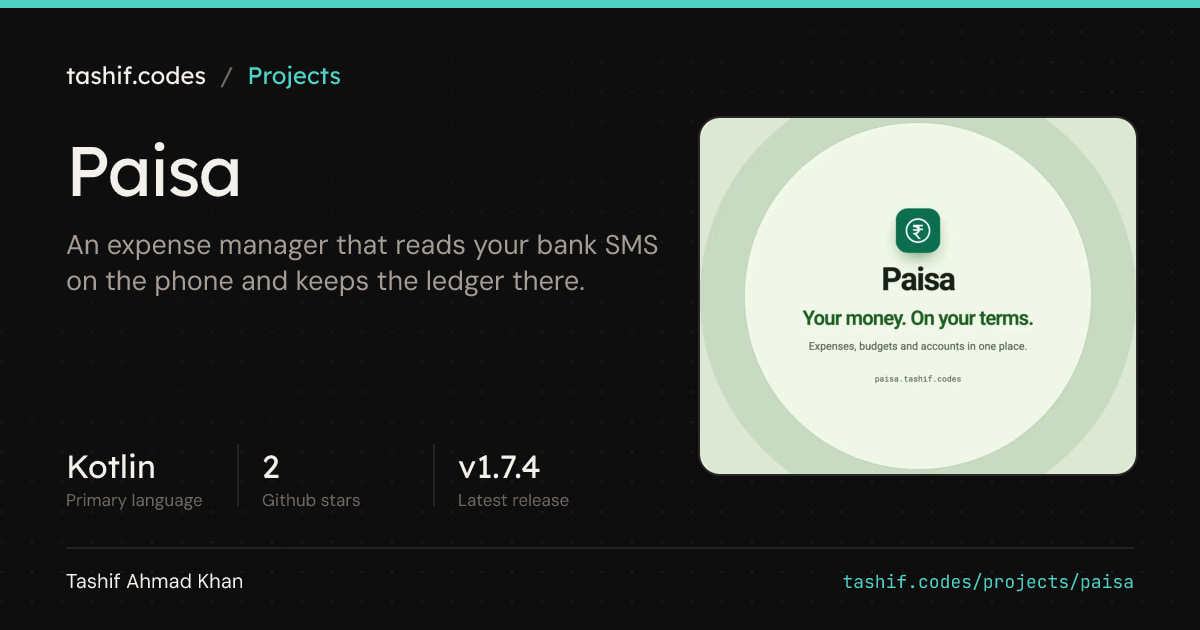 tashif.codes / Projects
Paisa
An expense manager that reads your bank SMS
on the phone and keeps the ledger there.
₹
Paisa
Your money. On your terms.
Expenses, budgets and accounts in one place.
paisa.tashif.codes
Kotlin
Primary language
2
Github stars
v1.7.4
Latest release
Tashif Ahmad Khan
tashif.codes/projects/paisa